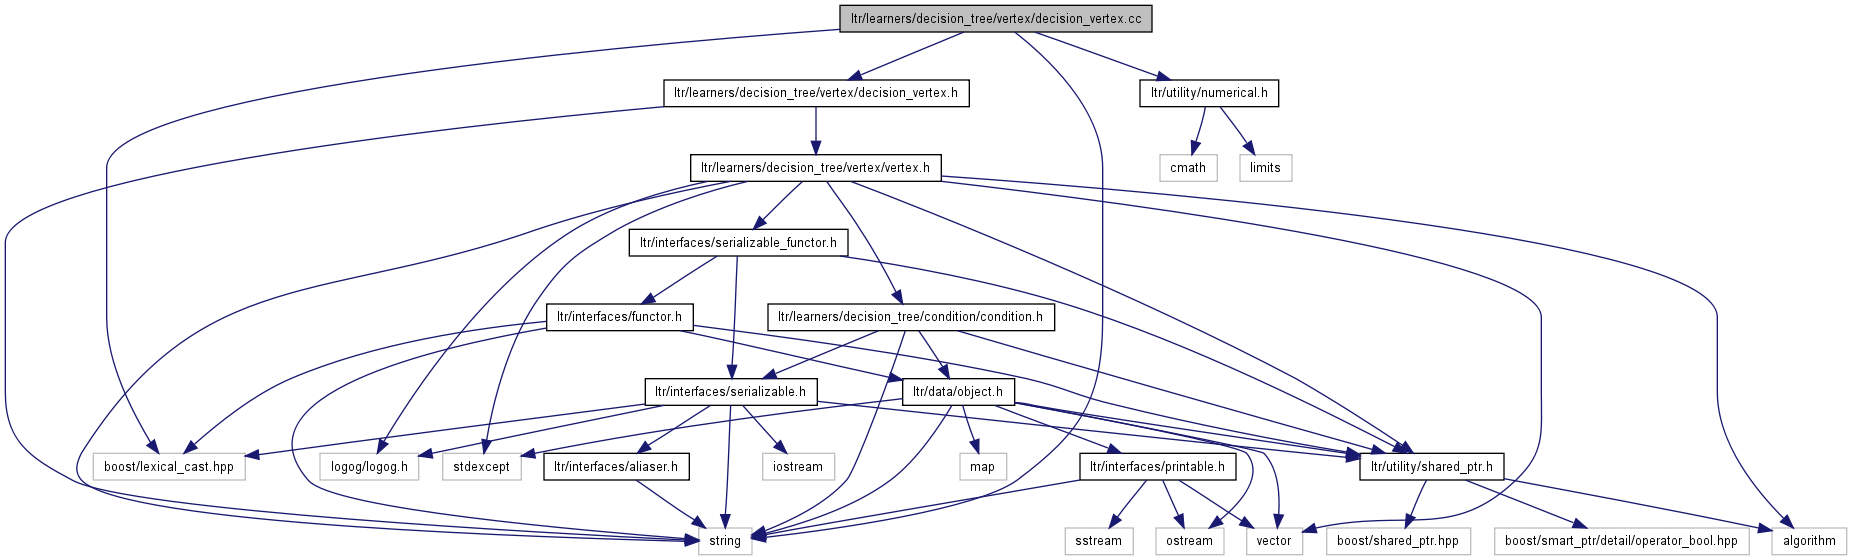 ltr/learners/decision_tree/vertex/decision_vertex.cc
ltr/learners/decision_tree/vertex/decision_vertex.h
ltr/utility/numerical.h
ltr/learners/decision_tree/vertex/vertex.h
cmath
limits
ltr/interfaces/serializable_functor.h
ltr/interfaces/functor.h
ltr/learners/decision_tree/condition/condition.h
ltr/interfaces/serializable.h
ltr/data/object.h
boost/lexical_cast.hpp
logog/logog.h
stdexcept
ltr/interfaces/aliaser.h
iostream
map
ltr/interfaces/printable.h
ltr/utility/shared_ptr.h
string
sstream
ostream
vector
boost/shared_ptr.hpp
boost/smart_ptr/detail/operator_bool.hpp
algorithm